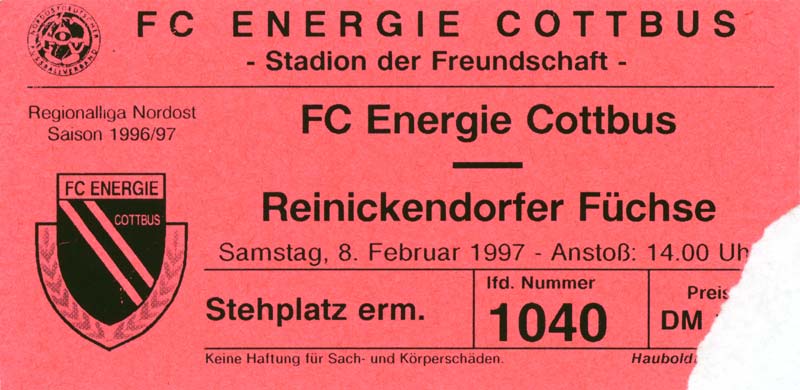 NORDOSTDEUTSCHER FUSSBALLVERBAND
FC ENERGIE COTTBUS
- Stadion der Freundschaft -
Regionalliga Nordost
Saison 1996/97
FC Energie Cottbus
Reinickendorfer Füchse
FC ENERGIE
COTTBUS
Samstag, 8. Februar 1997 - Anstoß: 14.00 Uh
Stehplatz erm.
lfd. Nummer
1040
Preis
DM
Keine Haftung für Sach- und Körperschäden.
Haubold